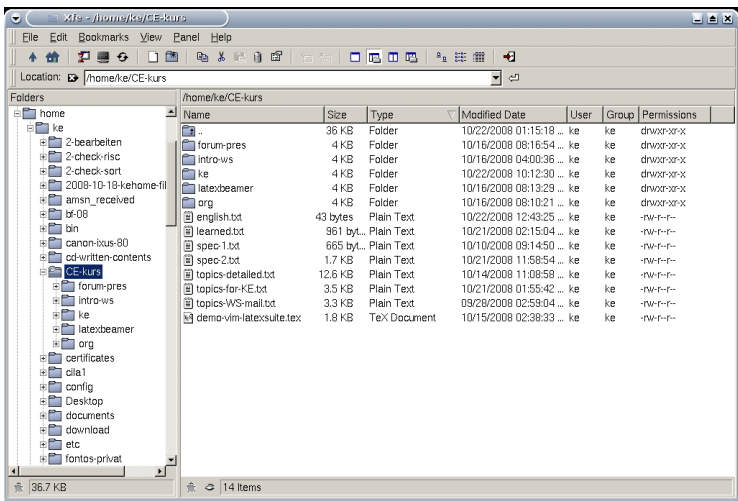 Xfe - /home/ke/CE-kurs
File Edit Bookmarks View Panel Help
Location: /home/ke/CE-kurs
Folders
home
ke
2-bearbeiten
2-check-risc
2-check-sort
2008-10-18-kehome-fil
amsn_received
bf-08
bin
canon-ixus-80
cd-written-contents
CE-kurs
forum-pres
intro-ws
ke
latexbeamer
org
certificates
cilla1
config
Desktop
documents
download
etc
fontos-privat
36.7 KB
/home/ke/CE-kurs
Name Size Type Modified Date User Group Permissions
.. 36 KB Folder 10/22/2008 01:15:18 ... ke ke drwxr-xr-x
forum-pres 4 KB Folder 10/16/2008 08:16:54 ... ke ke drwxr-xr-x
intro-ws 4 KB Folder 10/16/2008 04:00:36 ... ke ke drwxr-xr-x
ke 4 KB Folder 10/22/2008 10:12:30 ... ke ke drwxr-xr-x
latexbeamer 4 KB Folder 10/16/2008 08:13:29 ... ke ke drwxr-xr-x
org 4 KB Folder 10/16/2008 08:10:21 ... ke ke drwxr-xr-x
english.txt 43 bytes Plain Text 10/22/2008 12:43:25 ... ke ke -rw-r--r--
learned.txt 961 byt... Plain Text 10/21/2008 02:15:04 ... ke ke -rw-r--r--
spec-1.txt 665 byt... Plain Text 10/10/2008 09:14:50 ... ke ke -rw-r--r--
spec-2.txt 1.7 KB Plain Text 10/21/2008 11:58:54 ... ke ke -rw-r--r--
topics-detailed.txt 12.6 KB Plain Text 10/14/2008 11:08:58 ... ke ke -rw-r--r--
topics-for-KE.txt 3.5 KB Plain Text 10/21/2008 01:55:42 ... ke ke -rw-r--r--
topics-WS-mail.txt 3.3 KB Plain Text 09/28/2008 02:59:04 ... ke ke -rw-r--r--
demo-vim-latexsuite.tex 1.8 KB TeX Document 10/15/2008 02:38:33 ... ke ke -rw-r--r--
14 Items